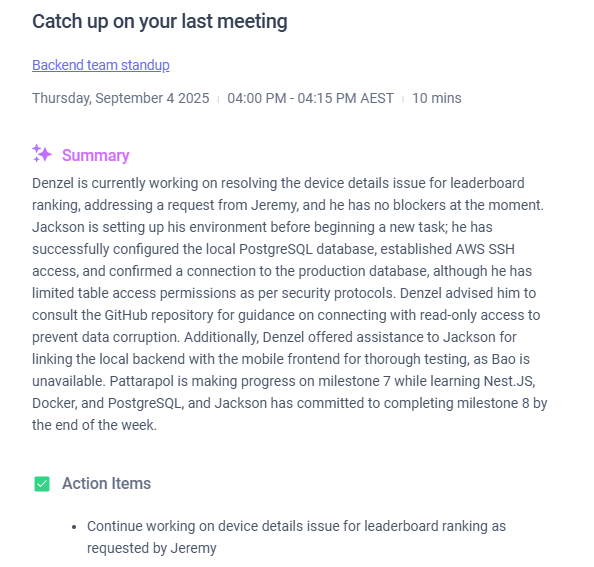 Catch up on your last meeting
Backend team standup
Thursday, September 4 2025 | 04:00 PM - 04:15 PM AEST | 10 mins
Summary
Denzel is currently working on resolving the device details issue for leaderboard
ranking, addressing a request from Jeremy, and he has no blockers at the moment.
Jackson is setting up his environment before beginning a new task; he has
successfully configured the local PostgreSQL database, established AWS SSH
access, and confirmed a connection to the production database, although he has
limited table access permissions as per security protocols. Denzel advised him to
consult the GitHub repository for guidance on connecting with read-only access to
prevent data corruption. Additionally, Denzel offered assistance to Jackson for
linking the local backend with the mobile frontend for thorough testing, as Bao is
unavailable. Pattarapol is making progress on milestone 7 while learning Nest.JS,
Docker, and PostgreSQL, and Jackson has committed to completing milestone 8 by
the end of the week.
Action Items
• Continue working on device details issue for leaderboard ranking as
requested by Jeremy